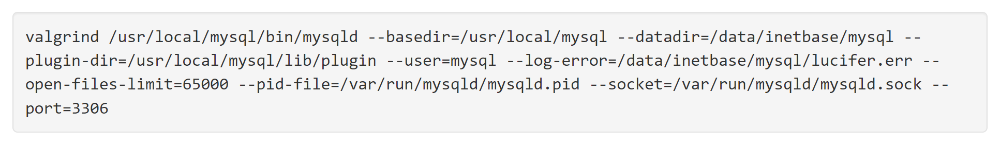 valgrind /usr/local/mysql/bin/mysqld --basedir=/usr/local/mysql --datadir=/data/inetbase/mysql --
plugin-dir=/usr/local/mysql/lib/plugin --user=mysql --log-error=/data/inetbase/mysql/lucifer.err --
open-files-limit=65000 --pid-file=/var/run/mysqld/mysqld.pid --socket=/var/run/mysqld/mysqld.sock --
port=3306